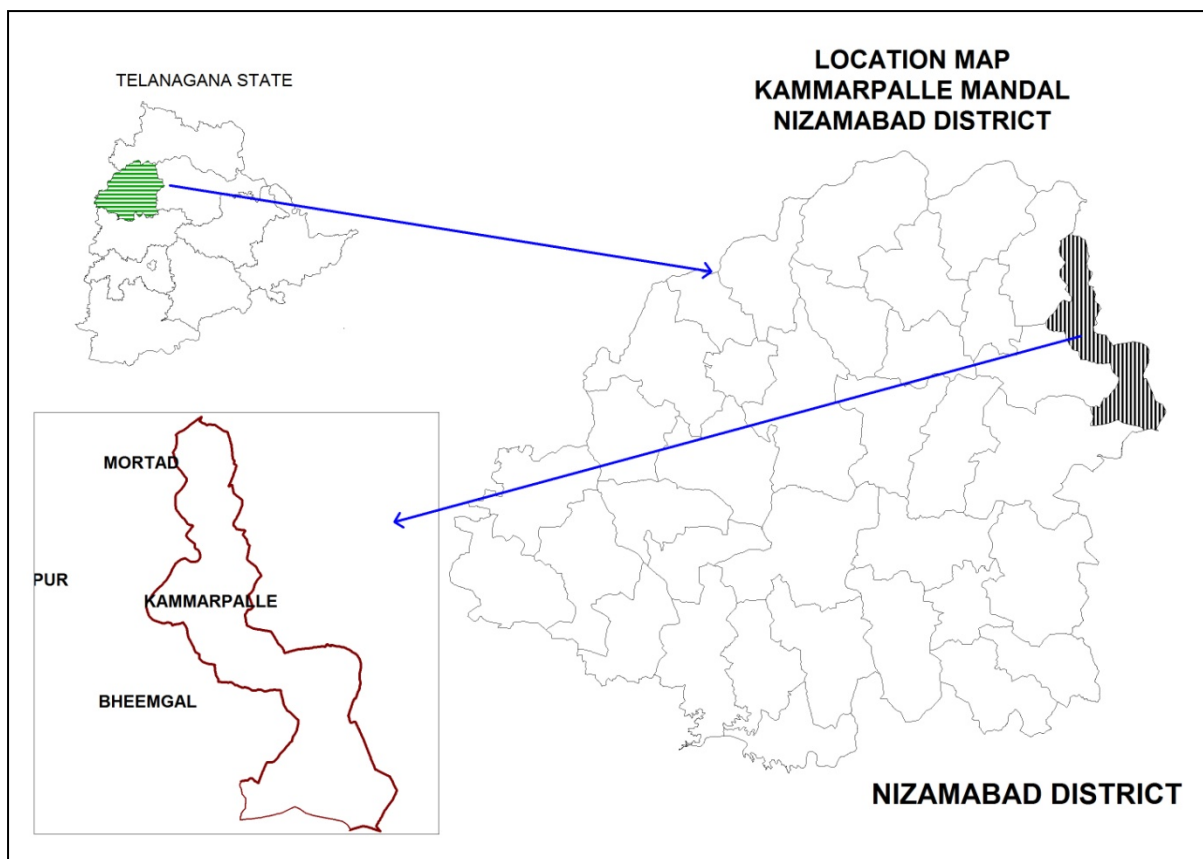 TELANAGANA STATE
LOCATION MAP
KAMMARPALLE MANDAL
NIZAMABAD DISTRICT
MORTAD
PUR
KAMMARPALLE
BHEEMGAL
NIZAMABAD DISTRICT